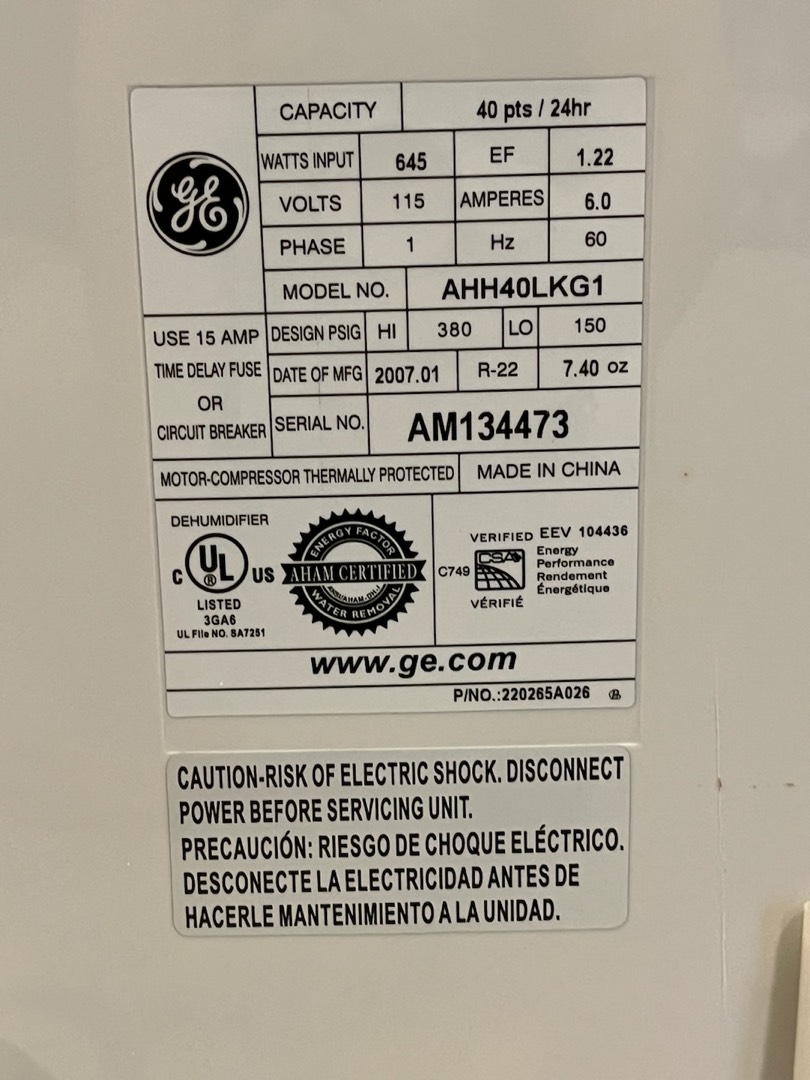 CAPACITY 40 pts / 24hr
GE
WATTS INPUT 645 EF 1.22
VOLTS 115 AMPERES 6.0
PHASE 1 Hz 60
MODEL NO. AHH40LKG1
USE 15 AMP
TIME DELAY FUSE
OR
CIRCUIT BREAKER
DESIGN PSIG HI 380 LO 150
DATE OF MFG 2007.01 R-22 7.40 oz
SERIAL NO. AM134473
MOTOR-COMPRESSOR THERMALLY PROTECTED MADE IN CHINA
DEHUMIDIFIER
C UL ® US
LISTED
3GA6
UL File NO. SA7251
ENERGY FACTOR
AHAM CERTIFIED
WATER REMOVAL
VERIFIED EEV 104436
C749 CSA
Energy
Performance
Rendement
Énergétique
VÉRIFIÉ
www.ge.com
P/NO.:220265A026
CAUTION-RISK OF ELECTRIC SHOCK. DISCONNECT
POWER BEFORE SERVICING UNIT.
PRECAUCIÓN: RIESGO DE CHOQUE ELÉCTRICO.
DESCONECTE LA ELECTRICIDAD ANTES DE
HACERLE MANTENIMIENTO A LA UNIDAD.